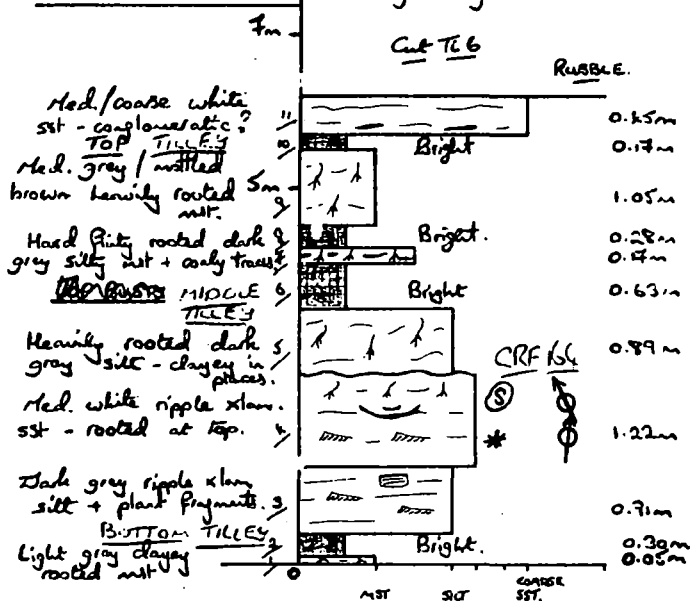 7m
Cut TL6
RUBBLE.
Med./coarse white
sst - conglomeratic?
11
TOP TILLEY
10
Bright
0.17m
Med. grey / mottled
brown heavily rooted
mst.
9
5m
1.05m
Hard flinty rooted dark
grey silty mst + coaly traces.
8
Bright.
0.28m
7
0.17m
MIDDLE
TILLEY
6
Bright
0.63m
Heavily rooted dark
grey silt - clayey in
places.
5
CRF
0.89m
Med. white ripple xlam.
sst - rooted at top.
4
S
*
1.22m
Dark grey ripple xlam
silt + plant fragments.
3
0.71m
BOTTOM TILLEY
2
Bright.
0.30m
Light grey clayey
rooted mst
1
0.05m
0
MST
SILT
COARSE
SST.